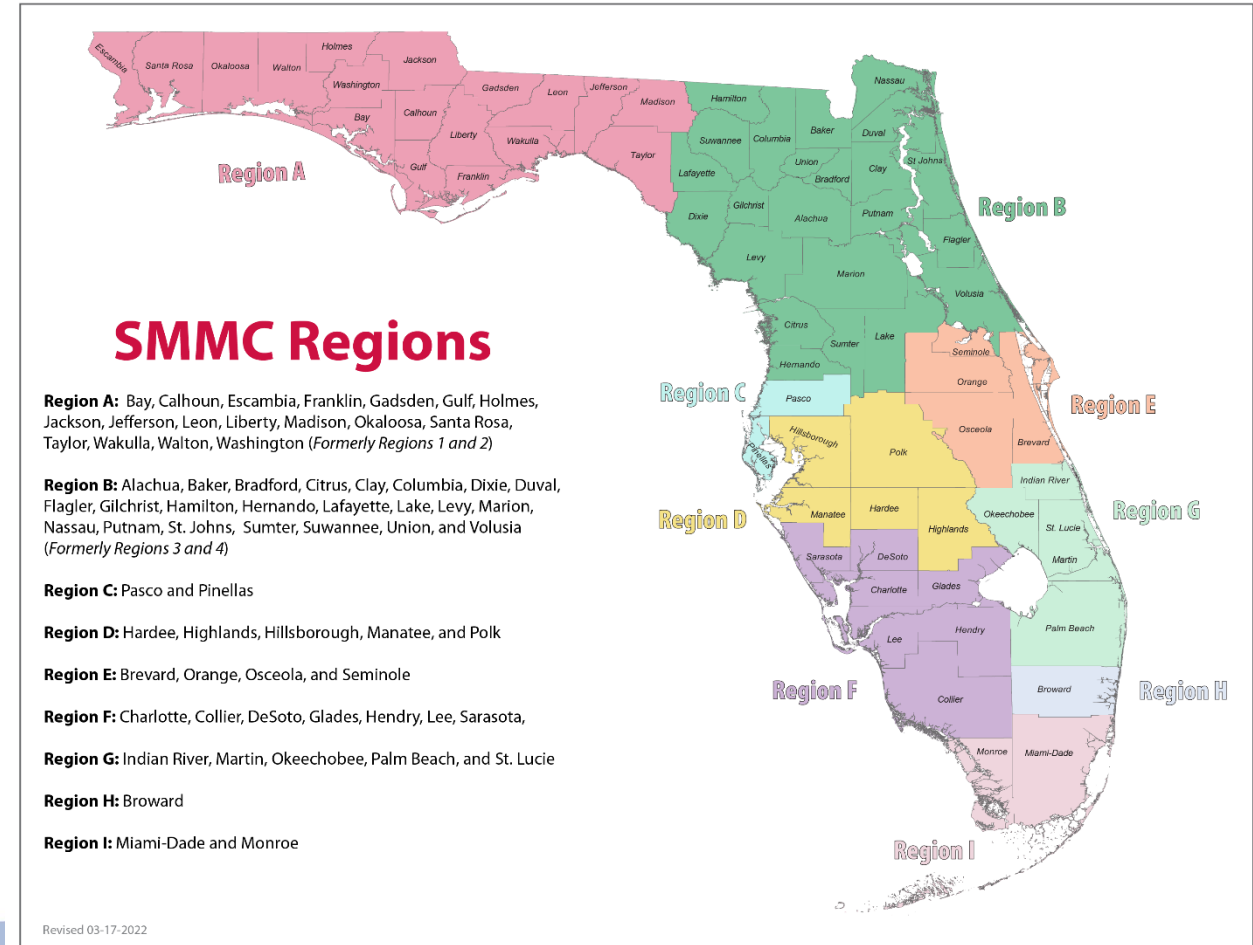 Escambia
Santa Rosa
Okaloosa
Walton
Holmes
Washington
Jackson
Bay
Calhoun
Gulf
Liberty
Gadsden
Franklin
Leon
Wakulla
Jefferson
Madison
Taylor
Region A
Hamilton
Suwannee
Columbia
Baker
Nassau
Duval
Lafayette
Union
Bradford
Clay
St Johns
Dixie
Gilchrist
Alachua
Putnam
Flagler
Levy
Marion
Volusia
Citrus
Sumter
Lake
Hernando
Region B
SMMC Regions
Region A: Bay, Calhoun, Escambia, Franklin, Gadsden, Gulf, Holmes,
Jackson, Jefferson, Leon, Liberty, Madison, Okaloosa, Santa Rosa,
Taylor, Wakulla, Walton, Washington (Formerly Regions 1 and 2)
Region B: Alachua, Baker, Bradford, Citrus, Clay, Columbia, Dixie, Duval,
Flagler, Gilchrist, Hamilton, Hernando, Lafayette, Lake, Levy, Marion,
Nassau, Putnam, St. Johns, Sumter, Suwannee, Union, and Volusia
(Formerly Regions 3 and 4)
Region C: Pasco and Pinellas
Region D: Hardee, Highlands, Hillsborough, Manatee, and Polk
Region E: Brevard, Orange, Osceola, and Seminole
Region F: Charlotte, Collier, DeSoto, Glades, Hendry, Lee, Sarasota,
Region G: Indian River, Martin, Okeechobee, Palm Beach, and St. Lucie
Region H: Broward
Region I: Miami-Dade and Monroe
Region C
Pasco
Pinellas
Seminole
Orange
Osceola
Brevard
Region E
Hillsborough
Polk
Manatee
Hardee
Highlands
Region D
Indian River
Okeechobee
St. Lucie
Martin
Palm Beach
Region G
Sarasota
DeSoto
Charlotte
Glades
Lee
Hendry
Collier
Region F
Broward
Region H
Monroe
Miami-Dade
Region I
Revised 03-17-2022